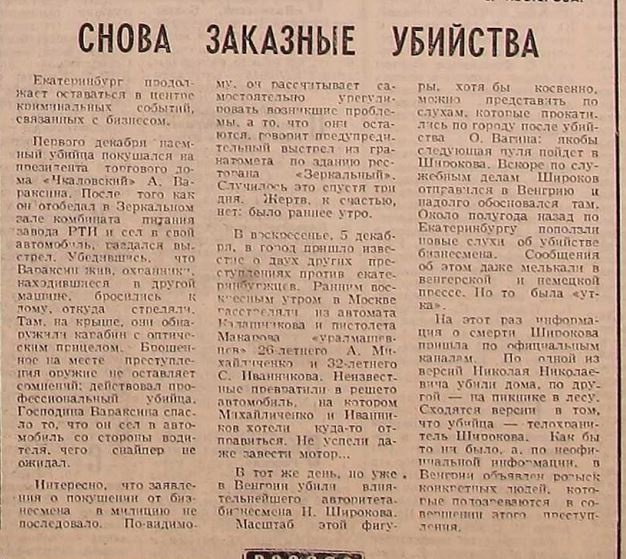 СНОВА ЗАКАЗНЫЕ УБИЙСТВА
Екатеринбург продол-
жает оставаться в центре
криминальных событий,
связанных с бизнесом.
Первого декабря наем-
ный убийца покушался на
президента торгового до-
ма «Чкаловский» А. Ва-
раксина. После того как
он отобедал в Зеркальном
зале комбината питания
завода РТИ и сел в свой
автомобиль, раздался вы-
стрел. Убедившись, что
Вараксин жив, охранники,
находившиеся в другой
машине, бросились к
дому, откуда стреляли.
Там, на крыше, они обна-
ружили карабин с оптиче-
ским прицелом. Брошен-
ное на месте преступле-
ния оружие не оставляет
сомнений: действовал про-
фессиональный убийца.
Господина Вараксина спас-
ло то, что он сел в авто-
мобиль со стороны води-
теля, чего снайпер не
ожидал.
Интересно, что заявле-
ния о покушении от биз-
несмена в милицию не
последовало. По-видимо-
му, он рассчитывает са-
мостоятельно урегули-
ровать возникшие пробле-
мы, а то, что они оста-
ются, говорит предупреди-
тельный выстрел из гра-
натомета по зданию рес-
торана «Зеркальный».
Случилось это спустя три
дня. Жертв, к счастью,
нет: было раннее утро.
В воскресенье, 5 декаб-
ря, в город пришло извес-
тие о двух других пре-
ступлениях против екате-
ринбуржцев. Ранним вос-
кресным утром в Москве
расстреляли из автомата
Калашникова и пистолета
Макарова «уралмашев-
цев» 26-летнего А. Ми-
хайличенко и 32-летнего
С. Иванникова. Неизвест-
ные превратили в решето
автомобиль, на котором
Михайличенко и Иванни-
ков хотели куда-то от-
правиться. Не успели да-
же завести мотор...
В тот же день, но уже
в Венгрии убили влия-
тельнейшего авторитета-
бизнесмена Н. Широкова.
Масштаб этой фигу-
ры, хотя бы косвенно,
можно представить по
слухам, которые прокати-
лись по городу после убий-
ства О. Вагина: якобы
следующая пуля пойдет в
Широкова. Вскоре по слу-
жебным делам Широков
отправился в Венгрию и
надолго обосновался там.
Около полугода назад по
Екатеринбургу поползли
новые слухи об убийстве
бизнесмена. Сообщения
об этом даже мелькали в
венгерской и немецкой
прессе. Но то была «ут-
ка».
На этот раз информа-
ция о смерти Широкова
пришла по официальным
каналам. По одной из
версий Николая Николае-
вича убили дома, по дру-
гой — на пикнике в лесу.
Сходятся версии в том,
что убийца — телохрани-
тель Широкова. Как бы
то ни было, а, по неофи-
циальной информации, в
Венгрии объявлен розыск
конкретных людей, кото-
рые подозреваются в со-
вершении этого преступ-
ления.